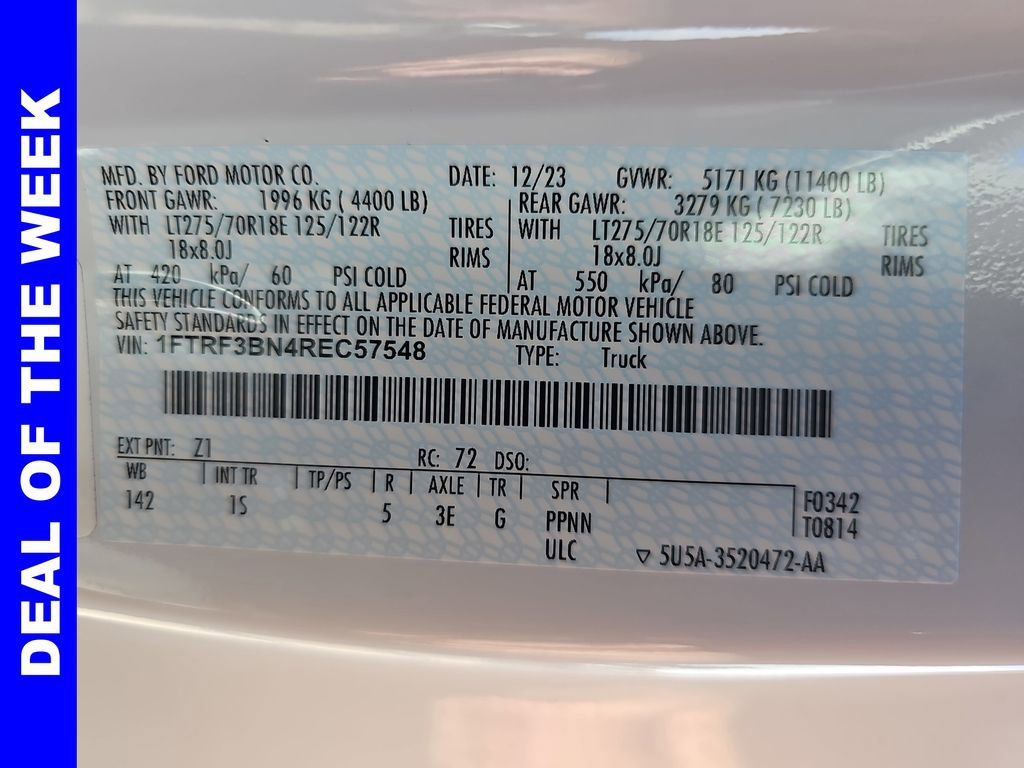 DEAL OF THE WEEK
MFD. BY FORD MOTOR CO. DATE: 12/23 GVWR: 5171 KG (11400 LB)
FRONT GAWR: 1996 KG ( 4400 LB) REAR GAWR: 3279 KG ( 7230 LB)
WITH LT275/70R18E 125/122R TIRES WITH LT275/70R18E 125/122R TIRES
18x8.0J RIMS 18x8.0J RIMS
AT 420 kPa/ 60 PSI COLD AT 550 kPa/ 80 PSI COLD
THIS VEHICLE CONFORMS TO ALL APPLICABLE FEDERAL MOTOR VEHICLE
SAFETY STANDARDS IN EFFECT ON THE DATE OF MANUFACTURE SHOWN ABOVE.
VIN: 1FTRF3BN4REC57548 TYPE: Truck
EXT PNT: Z1 RC: 72 DSO:
WB INT TR TP/PS R AXLE TR SPR F0342
142 1S 5 3E G PPNN T0814
ULC 5U5A-3520472-AA